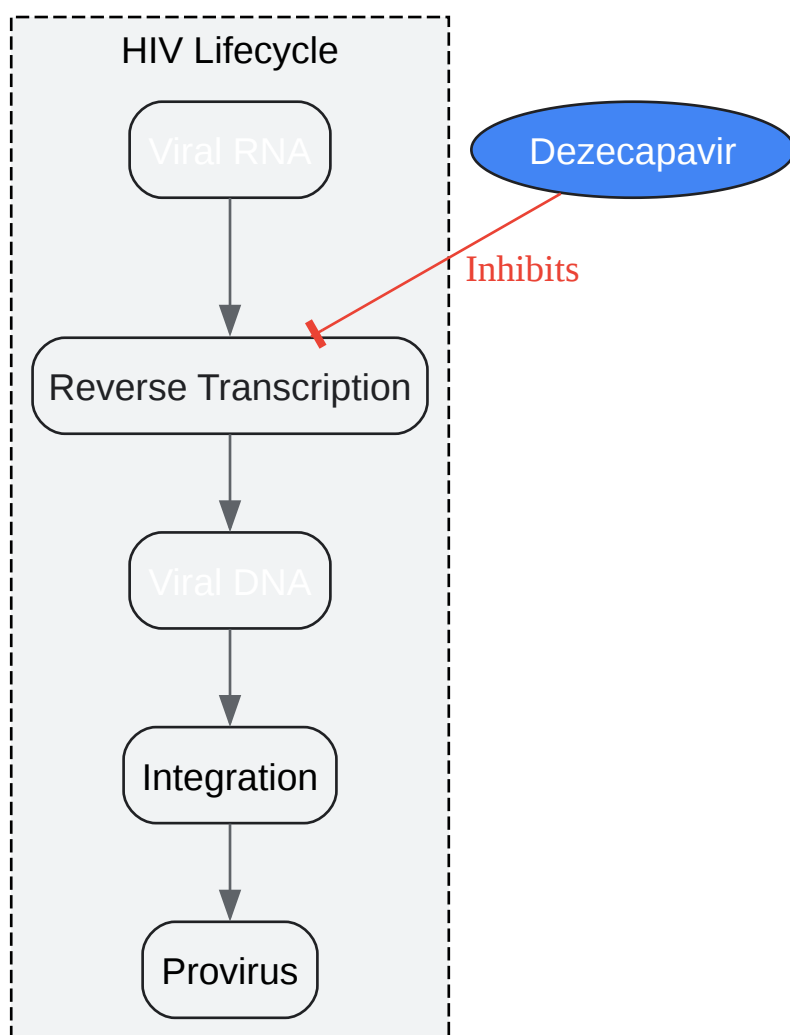 HIV Lifecycle
Viral RNA
Dezecapavir
Inhibits
Reverse Transcription
Viral DNA
Integration
Provirus